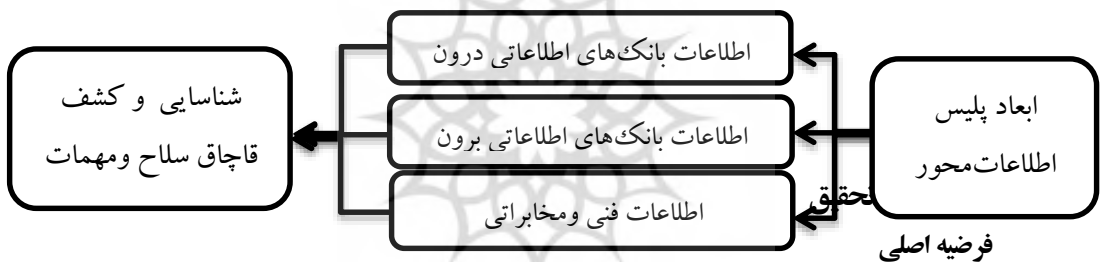 ابعاد پلیس
اطلاعات‌محور
اطلاعات بانک‌های اطلاعاتی درون
اطلاعات بانک‌های اطلاعاتی برون
اطلاعات فنی ومخابراتی
شناسایی و کشف
قاچاق سلاح ومهمات
تحقیق
فرضیه اصلی